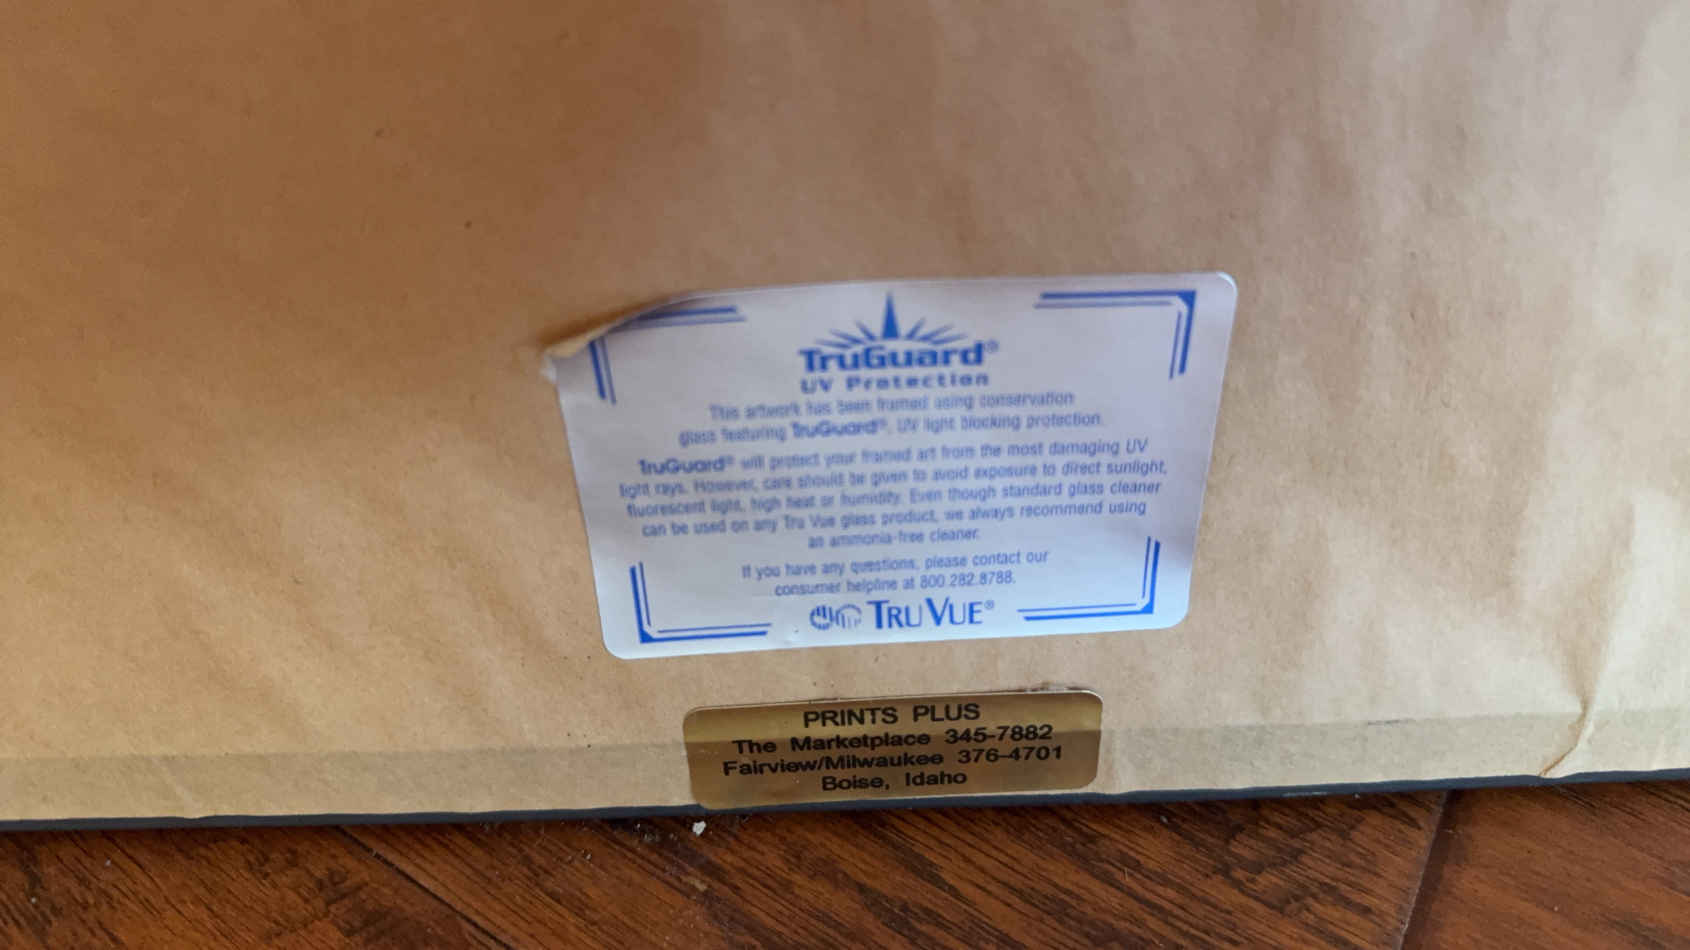 TruGuard®
UV Protection
This artwork has been framed using conservation
glass featuring TruGuard®, UV light blocking protection.
TruGuard® will protect your framed art from the most damaging UV
light rays. However, care should be given to avoid exposure to direct sunlight,
fluorescent light, high heat or humidity. Even though standard glass cleaner
can be used on any Tru Vue glass product, we always recommend using
an ammonia-free cleaner.
If you have any questions, please contact our
consumer helpline at 800.282.8788.
TRU VUE®
PRINTS PLUS
The Marketplace 345-7882
Fairview/Milwaukee 376-4701
Boise, Idaho